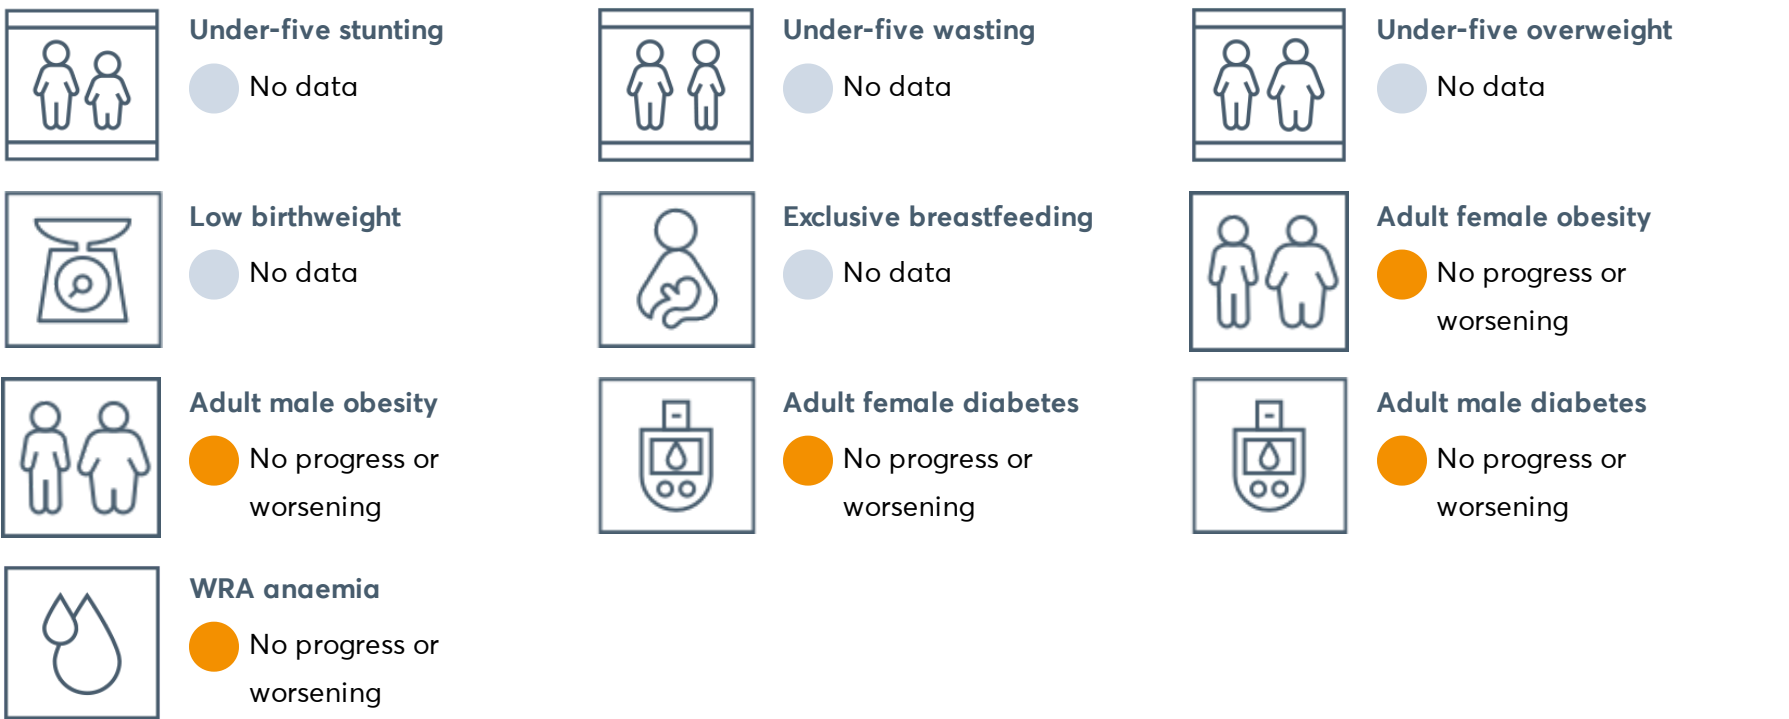 Under-five stunting
No data
Under-five wasting
No data
Under-five overweight
No data
Low birthweight
No data
Exclusive breastfeeding
No data
Adult female obesity
No progress or
worsening
Adult male obesity
No progress or
worsening
Adult female diabetes
No progress or
worsening
Adult male diabetes
No progress or
worsening
WRA anaemia
No progress or
worsening